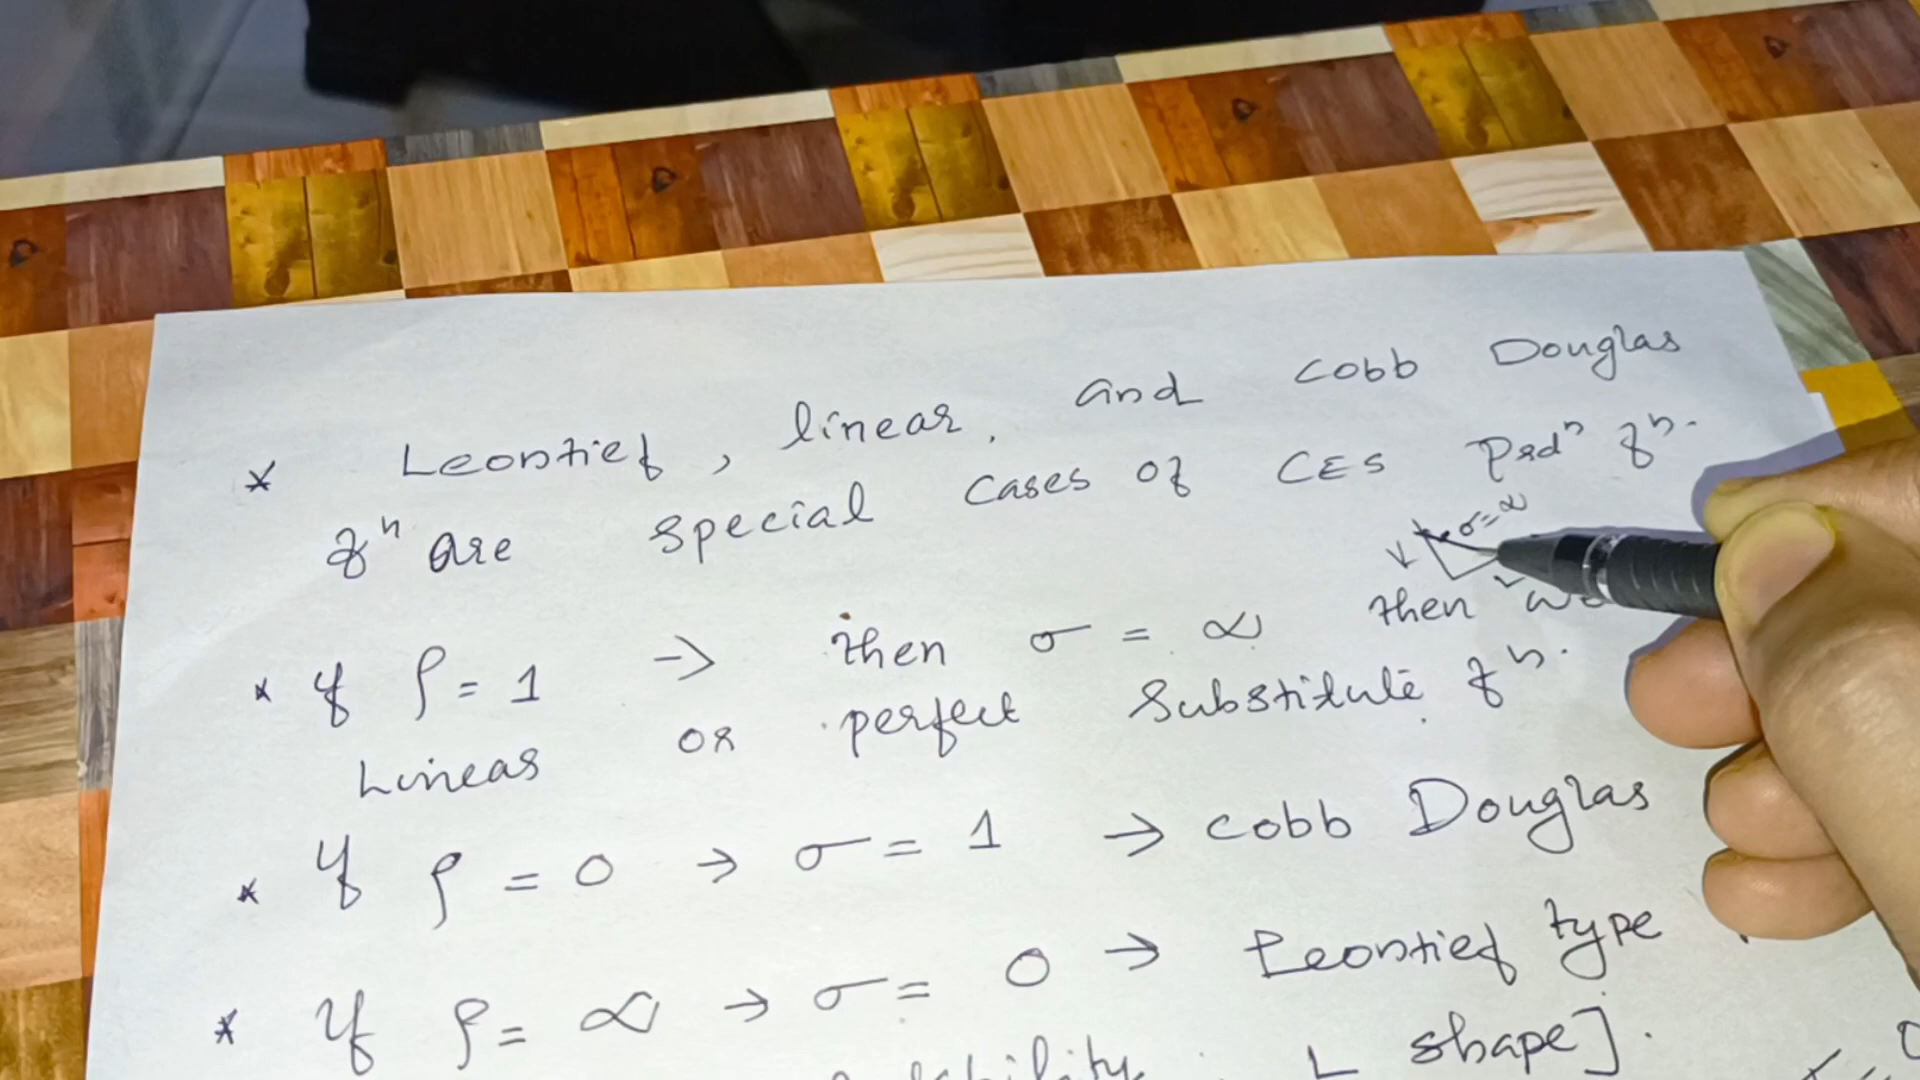 * Leontief, linear, and Cobb Douglas
fⁿ are special cases of CES Prdⁿ fⁿ.
K σ=∞
L
* If ρ = 1 → then σ = ∞ then we
Linear or perfect Substitute fⁿ.
* If ρ = 0 → σ = 1 → Cobb Douglas
* If ρ = ∞ → σ = 0 → Leontief type
L shape].